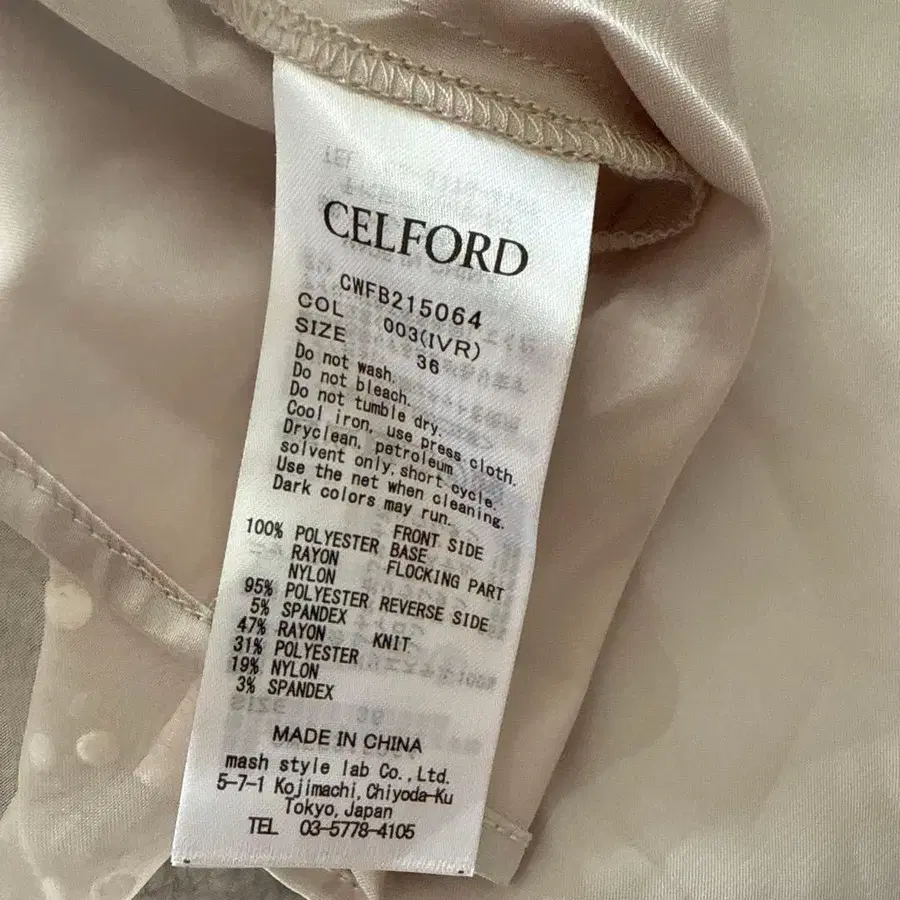 CELFORD
CWFB215064
COL 003(IVR)
SIZE 36
Do not wash.
Do not bleach.
Do not tumble dry.
Cool iron, use press cloth.
Dryclean, petroleum
solvent only, short cycle.
Use the net when cleaning.
Dark colors may run.
FRONT SIDE
100% POLYESTER BASE
RAYON FLOCKING PART
NYLON
95% POLYESTER REVERSE SIDE
5% SPANDEX
47% RAYON KNIT
31% POLYESTER
19% NYLON
3% SPANDEX
MADE IN CHINA
mash style lab Co.,Ltd.
5-7-1 Kojimachi,Chiyoda-Ku
Tokyo,Japan
TEL 03-5778-4105